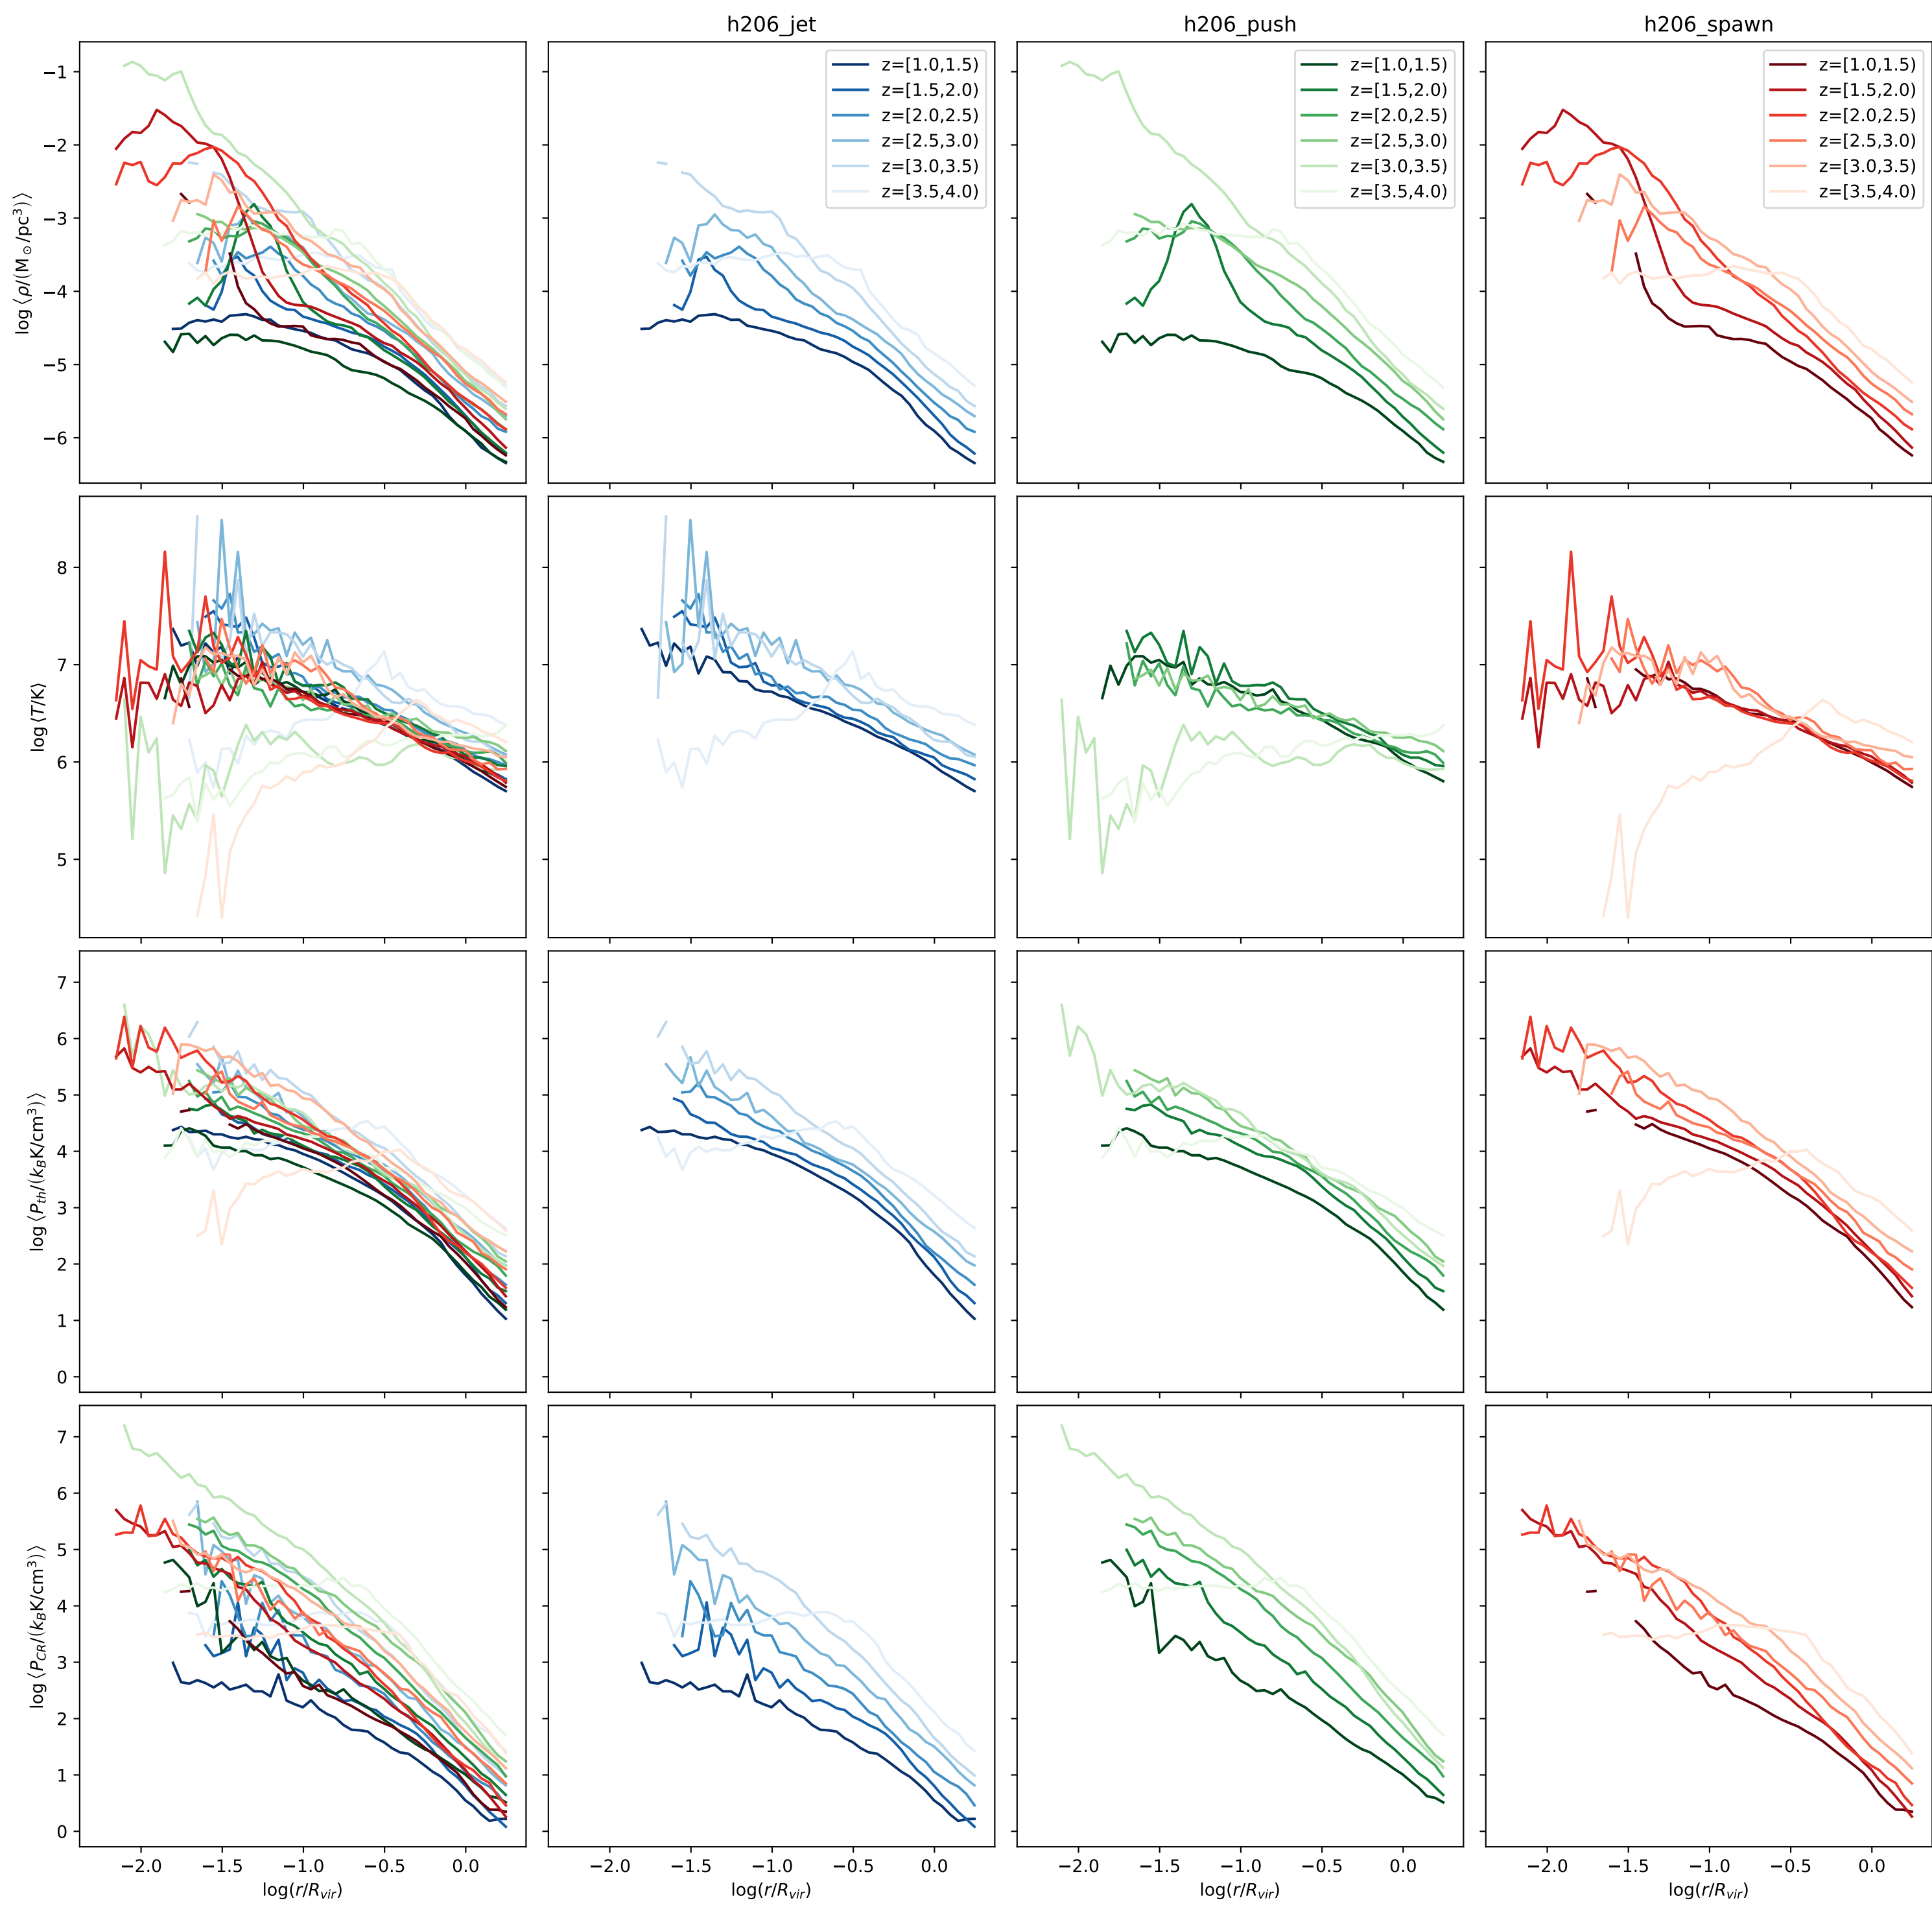 h206_jet h206_push h206_spawn
z=[1.0,1.5) z=[1.0,1.5) z=[1.0,1.5)
z=[1.5,2.0) z=[1.5,2.0) z=[1.5,2.0)
z=[2.0,2.5) z=[2.0,2.5) z=[2.0,2.5)
z=[2.5,3.0) z=[2.5,3.0) z=[2.5,3.0)
z=[3.0,3.5) z=[3.0,3.5) z=[3.0,3.5)
z=[3.5,4.0) z=[3.5,4.0) z=[3.5,4.0)
log ⟨ρ/(M⊙/pc³)⟩
−1
−2
−3
−4
−5
−6
log ⟨T/K⟩
8
7
6
5
log ⟨P_th/(k_B K/cm³)⟩
7
6
5
4
3
2
1
0
log ⟨P_CR/(k_B K/cm³)⟩
7
6
5
4
3
2
1
0
−2.0 −1.5 −1.0 −0.5 0.0 −2.0 −1.5 −1.0 −0.5 0.0 −2.0 −1.5 −1.0 −0.5 0.0 −2.0 −1.5 −1.0 −0.5 0.0
log(r/R_vir) log(r/R_vir) log(r/R_vir) log(r/R_vir)